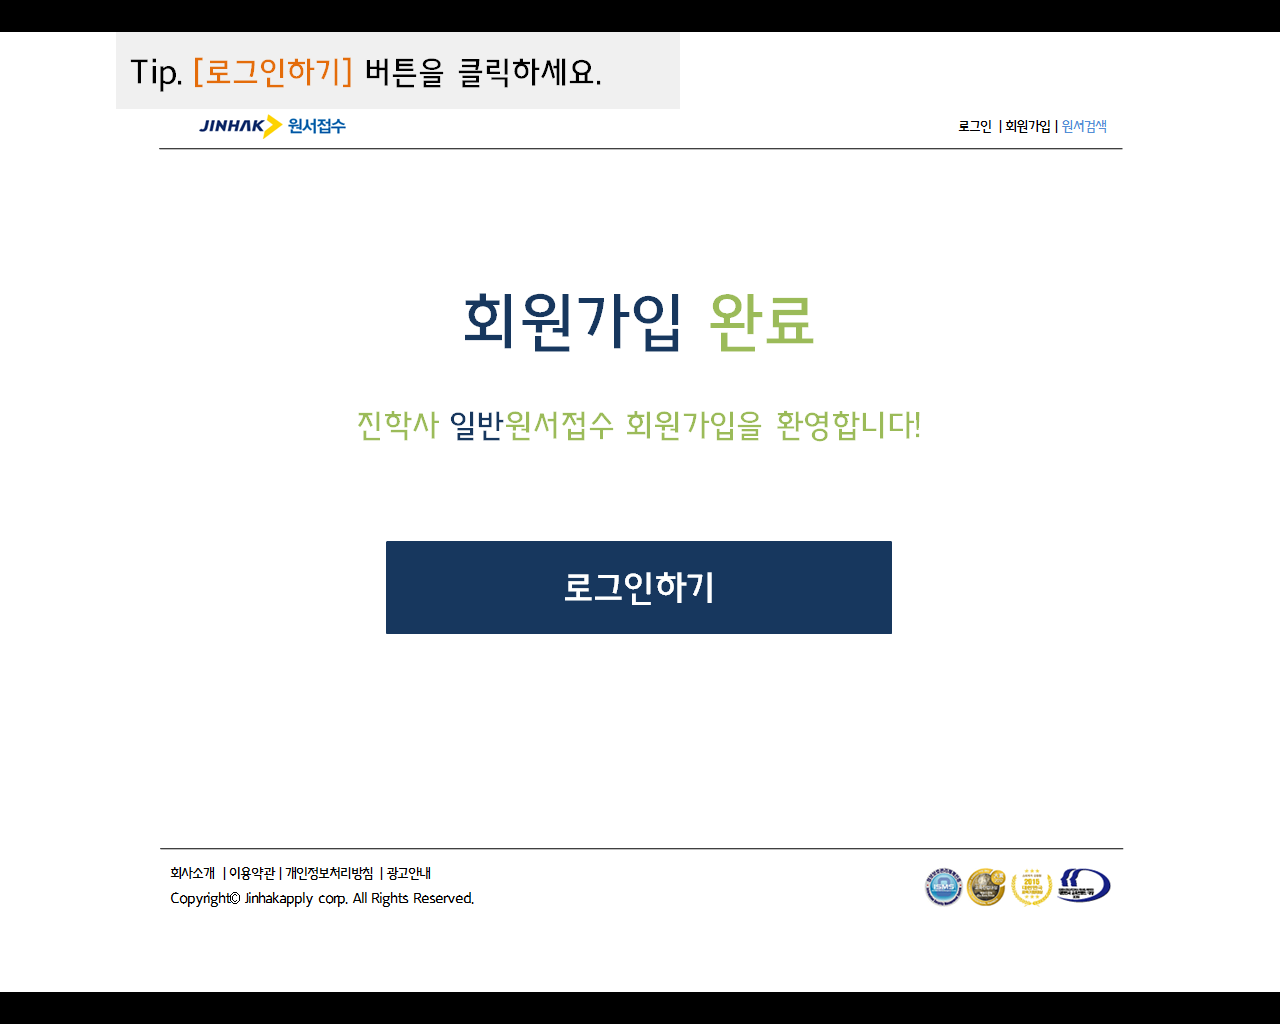 Tip. [로그인하기] 버튼을 클릭하세요.
JINHAK 원서접수
로그인 | 회원가입 | 원서검색
회원가입 완료
진학사 일반원서접수 회원가입을 환영합니다!
로그인하기
회사소개 | 이용약관 | 개인정보처리방침 | 광고안내
Copyright© Jinhakapply corp. All Rights Reserved.
ISMS
2016